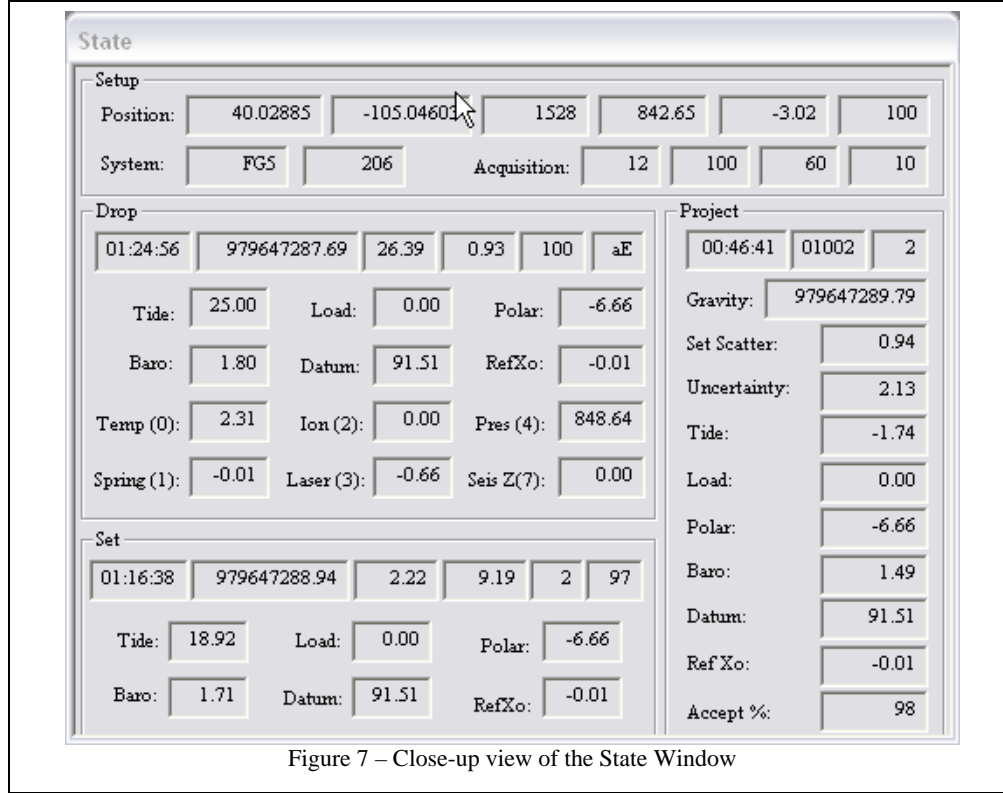 State
Setup
Position: 40.02885 -105.04603 1528 842.65 -3.02 100
System: FG5 206 Acquisition: 12 100 60 10
Drop
01:24:56 979647287.69 26.39 0.93 100 aE
Tide: 25.00 Load: 0.00 Polar: -6.66
Baro: 1.80 Datum: 91.51 RefXo: -0.01
Temp (0): 2.31 Ion (2): 0.00 Pres (4): 848.64
Spring (1): -0.01 Laser (3): -0.66 Seis Z(7): 0.00
Set
01:16:38 979647288.94 2.22 9.19 2 97
Tide: 18.92 Load: 0.00 Polar: -6.66
Baro: 1.71 Datum: 91.51 RefXo: -0.01
Project
00:46:41 01002 2
Gravity: 979647289.79
Set Scatter: 0.94
Uncertainty: 2.13
Tide: -1.74
Load: 0.00
Polar: -6.66
Baro: 1.49
Datum: 91.51
Ref Xo: -0.01
Accept %: 98
Figure 7 – Close-up view of the State Window